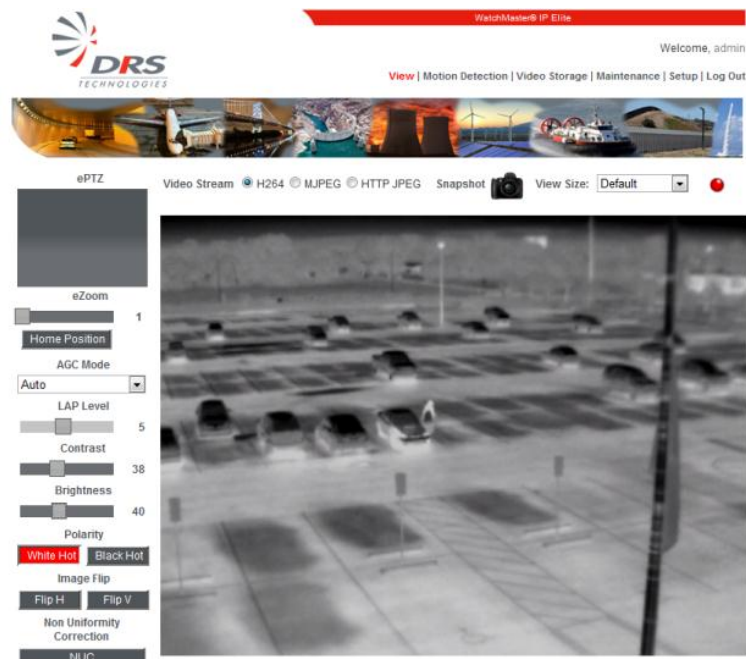 WatchMaster® IP Elite
DRS
TECHNOLOGIES
Welcome, admin
View | Motion Detection | Video Storage | Maintenance | Setup | Log Out
ePTZ
Video Stream H264 MJPEG HTTP JPEG Snapshot View Size: Default
eZoom
1
Home Position
AGC Mode
Auto
LAP Level
5
Contrast
38
Brightness
40
Polarity
White Hot Black Hot
Image Flip
Flip H Flip V
Non Uniformity
Correction
NUC